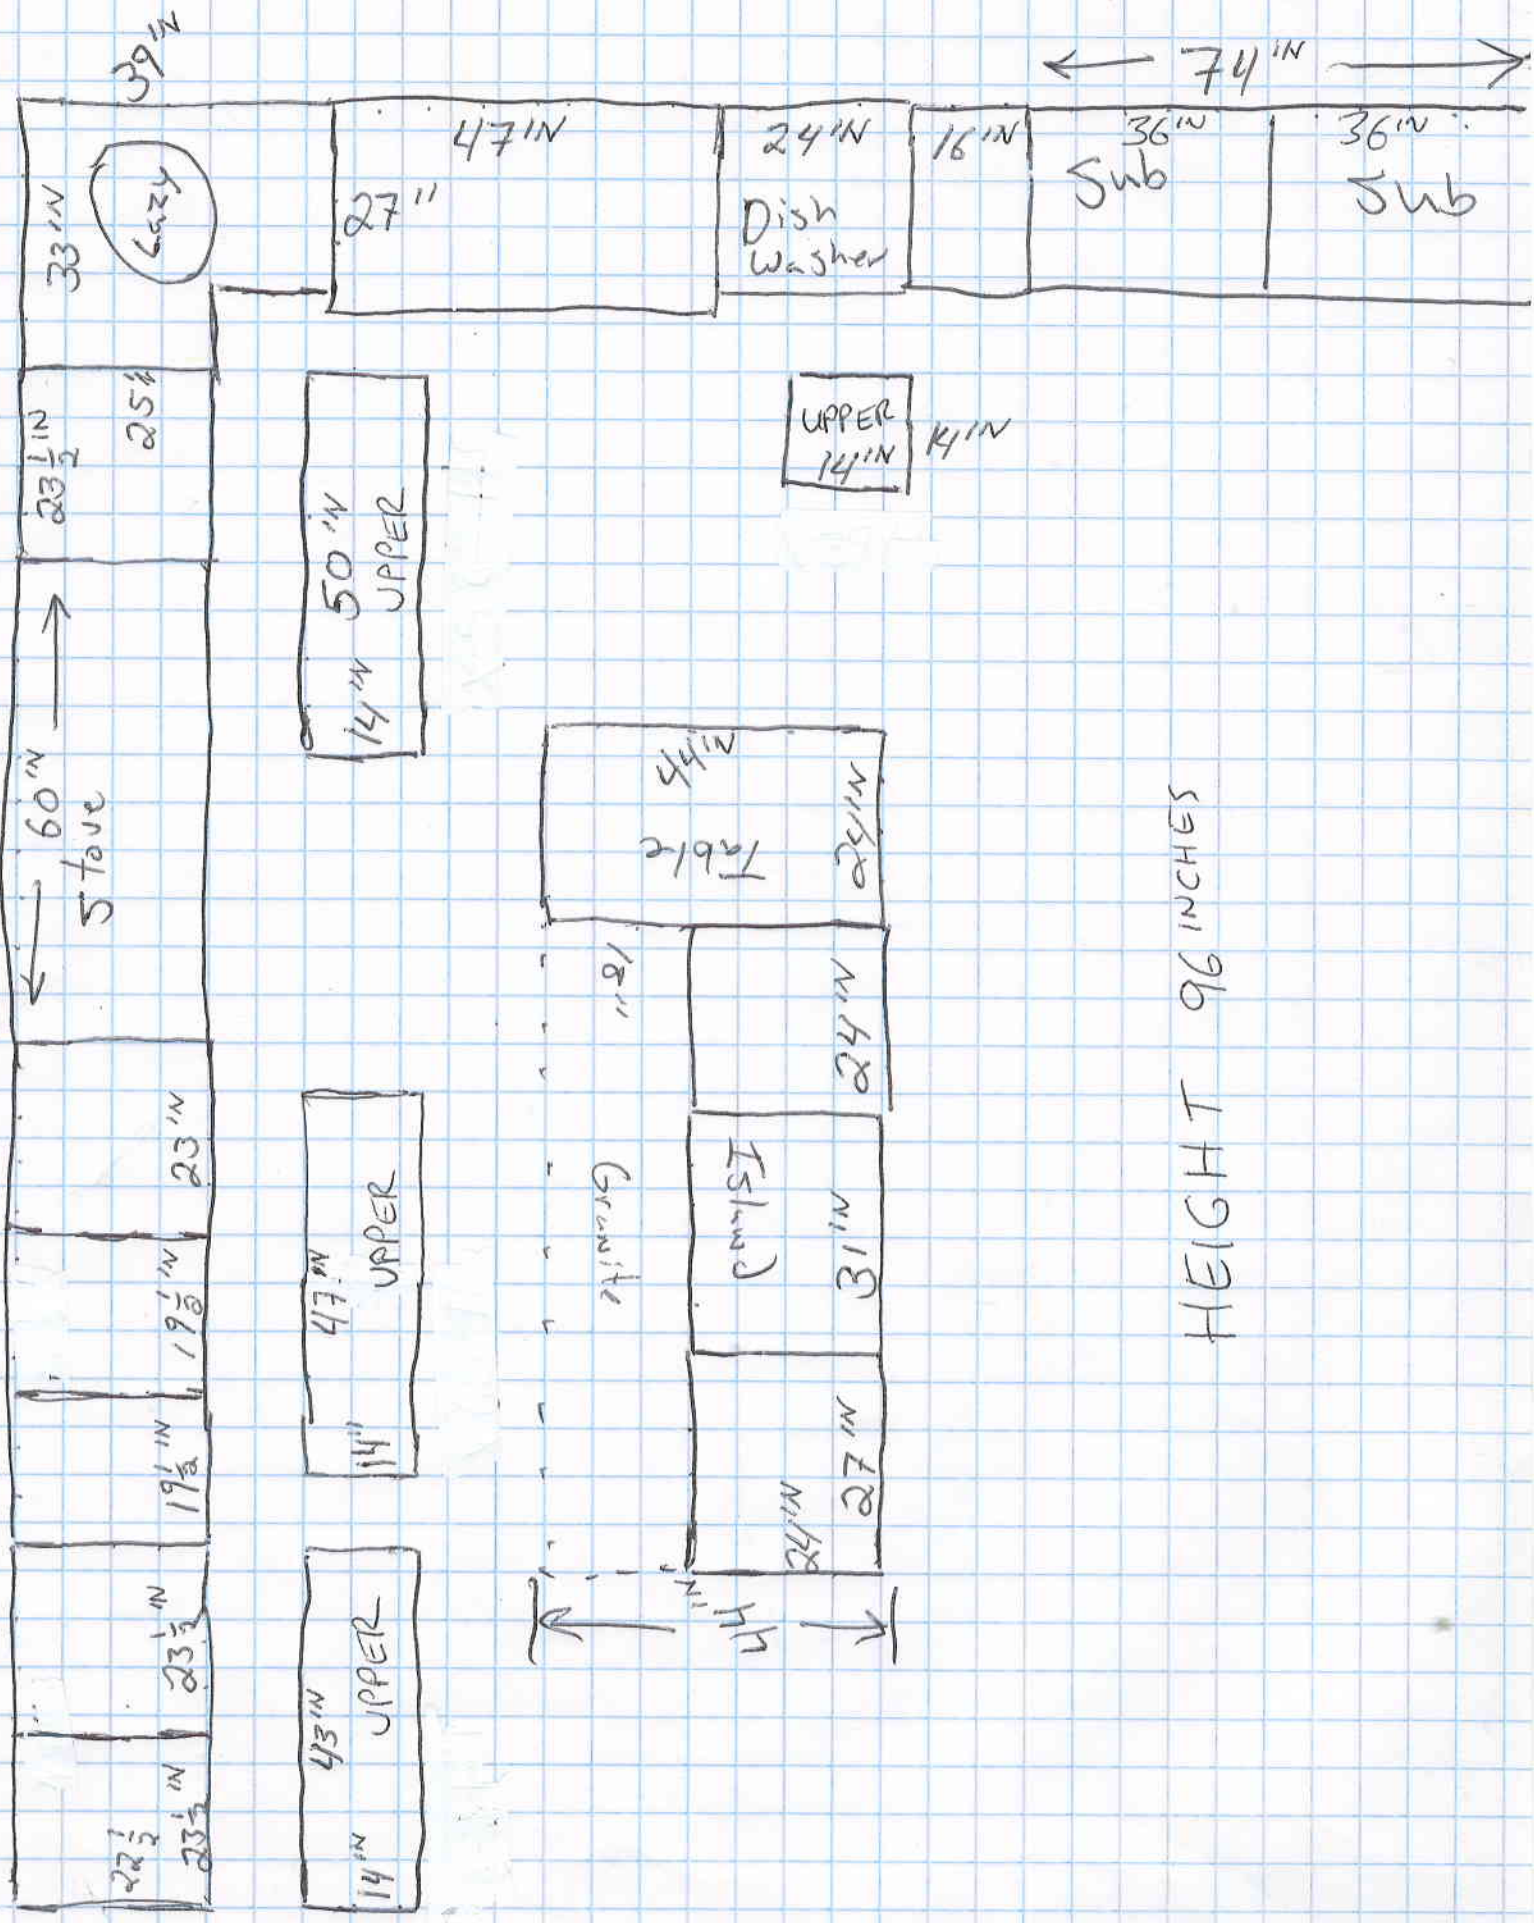 39 IN
74 IN
47 IN
24 IN
16 IN
36 IN
36 IN
33 IN
Lazy
27"
Dish
Washer
Sub
Sub
23 1/2 IN
25"
50 IN
UPPER
14 IN
UPPER
14 IN
14 IN
60 IN
Stove
44 IN
Table
24 IN
18"
24 IN
Granite
Island
31 IN
24 IN
27 IN
44 IN
23 IN
19 1/2 IN
19 1/2 IN
23 1/2 IN
22 1/2
23 1/2 IN
47 IN
UPPER
14"
43 IN
UPPER
14 IN
HEIGHT 96 INCHES